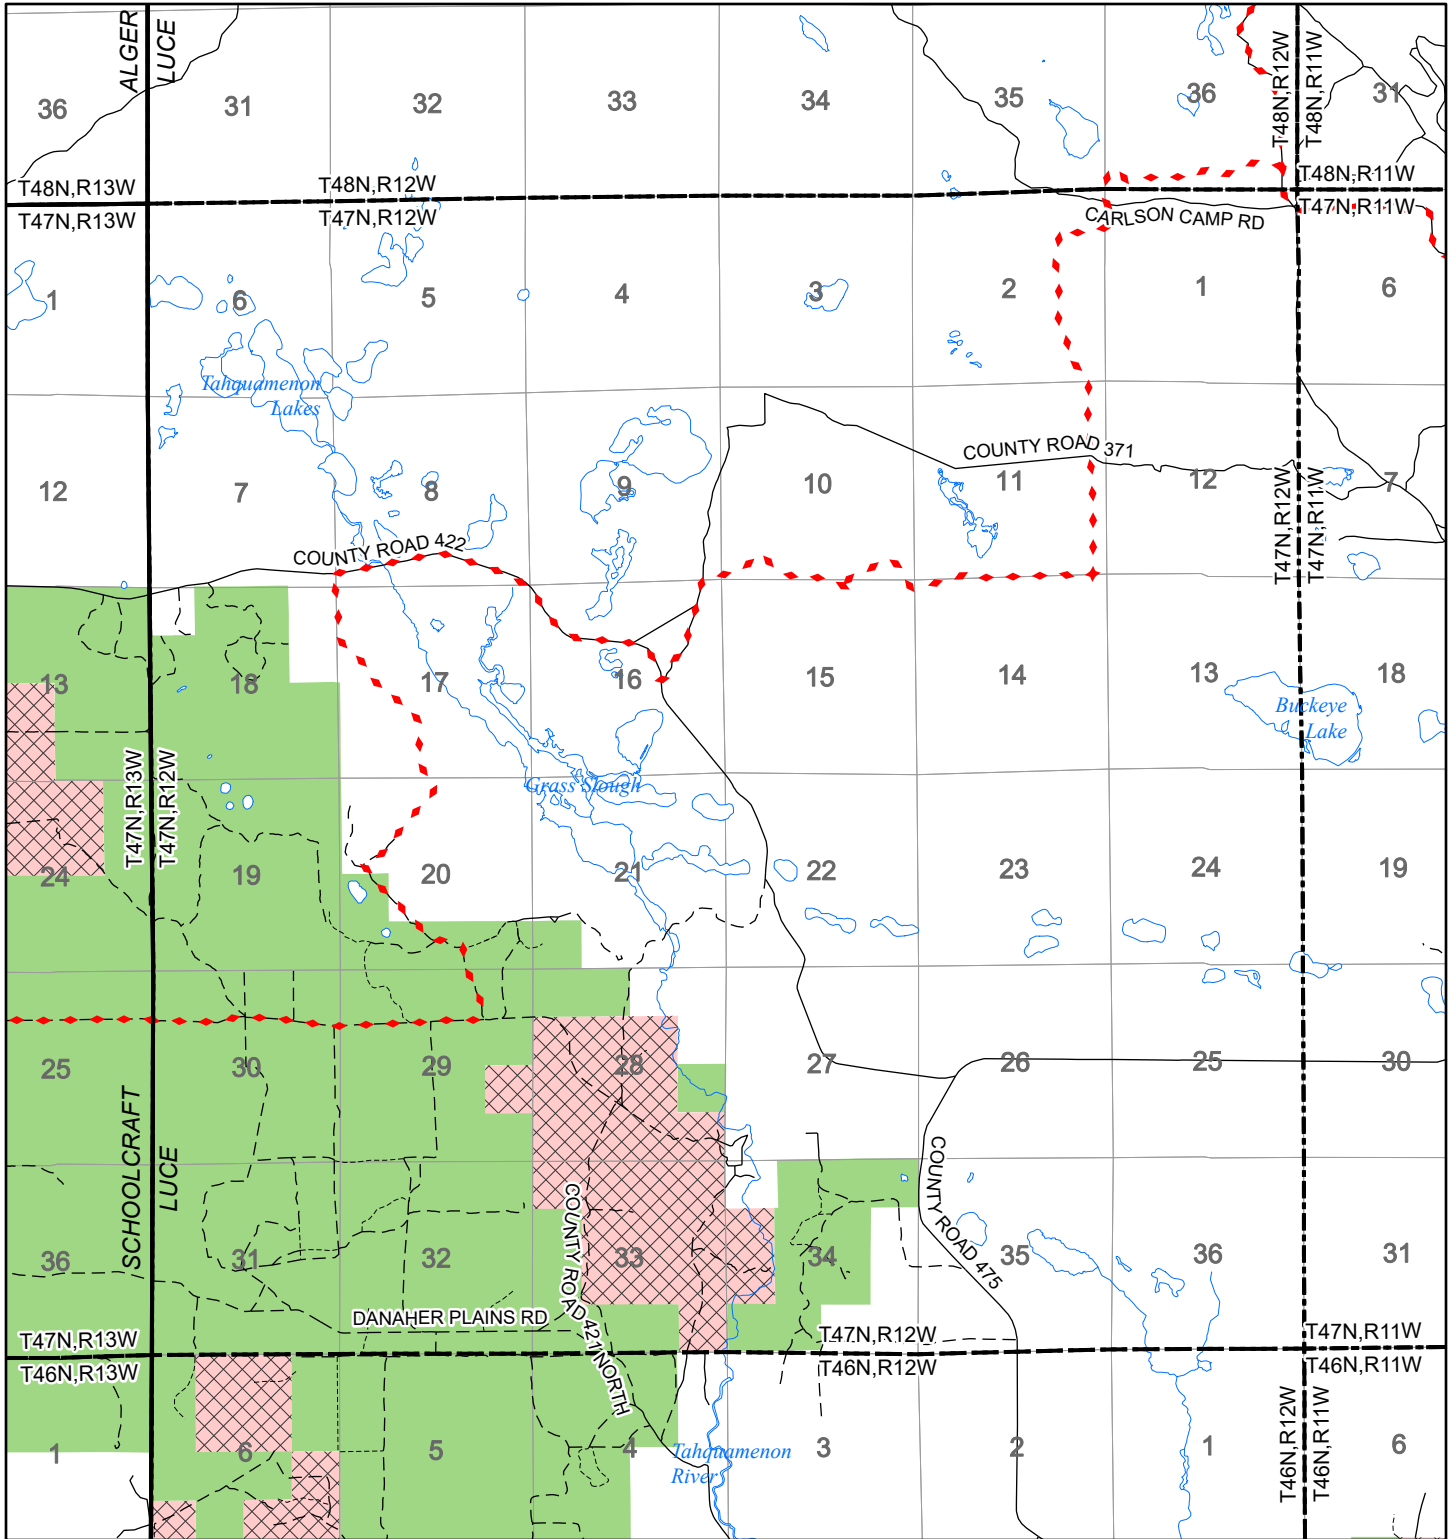 ALGER
LUCE
36
31
32
33
34
35
36
31
T48N,R12W
T48N,R11W
T48N,R13W
T47N,R13W
T48N,R12W
T47N,R12W
T48N,R11W
T47N,R11W
CARLSON CAMP RD
1
6
5
4
3
2
1
6
Tahquamenon
Lakes
COUNTY ROAD 371
12
7
8
9
10
11
12
7
T47N,R12W
T47N,R11W
COUNTY ROAD 422
13
18
17
16
15
14
13
18
Buckeye
Lake
T47N,R13W
T47N,R12W
Grass Slough
24
19
20
21
22
23
24
19
25
30
29
28
27
26
25
30
SCHOOLCRAFT
LUCE
COUNTY ROAD 475
COUNTY ROAD 421 NORTH
36
31
32
33
34
35
36
31
DANAHER PLAINS RD
T47N,R13W
T46N,R13W
T47N,R12W
T46N,R12W
T47N,R11W
T46N,R11W
T46N,R12W
T46N,R11W
1
6
5
4
3
2
1
6
Tahquamenon
River